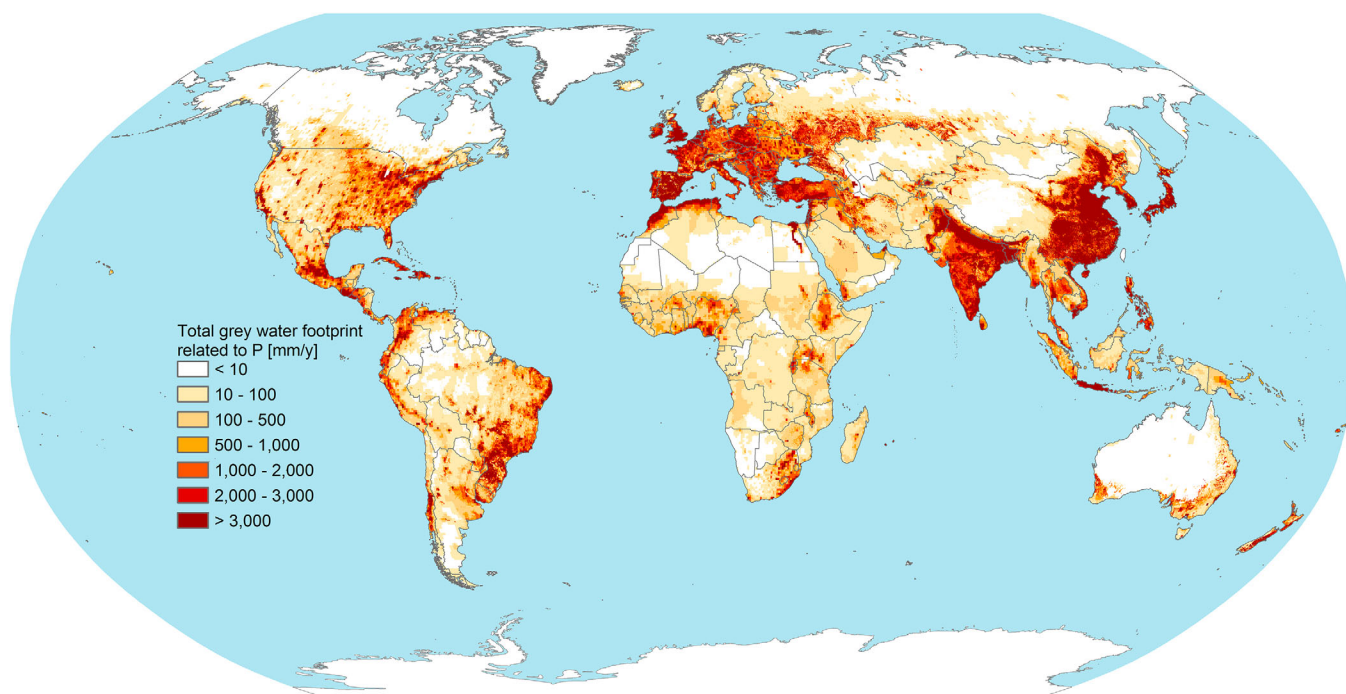 Total grey water footprint
related to P [mm/y]
< 10
10 - 100
100 - 500
500 - 1,000
1,000 - 2,000
2,000 - 3,000
> 3,000